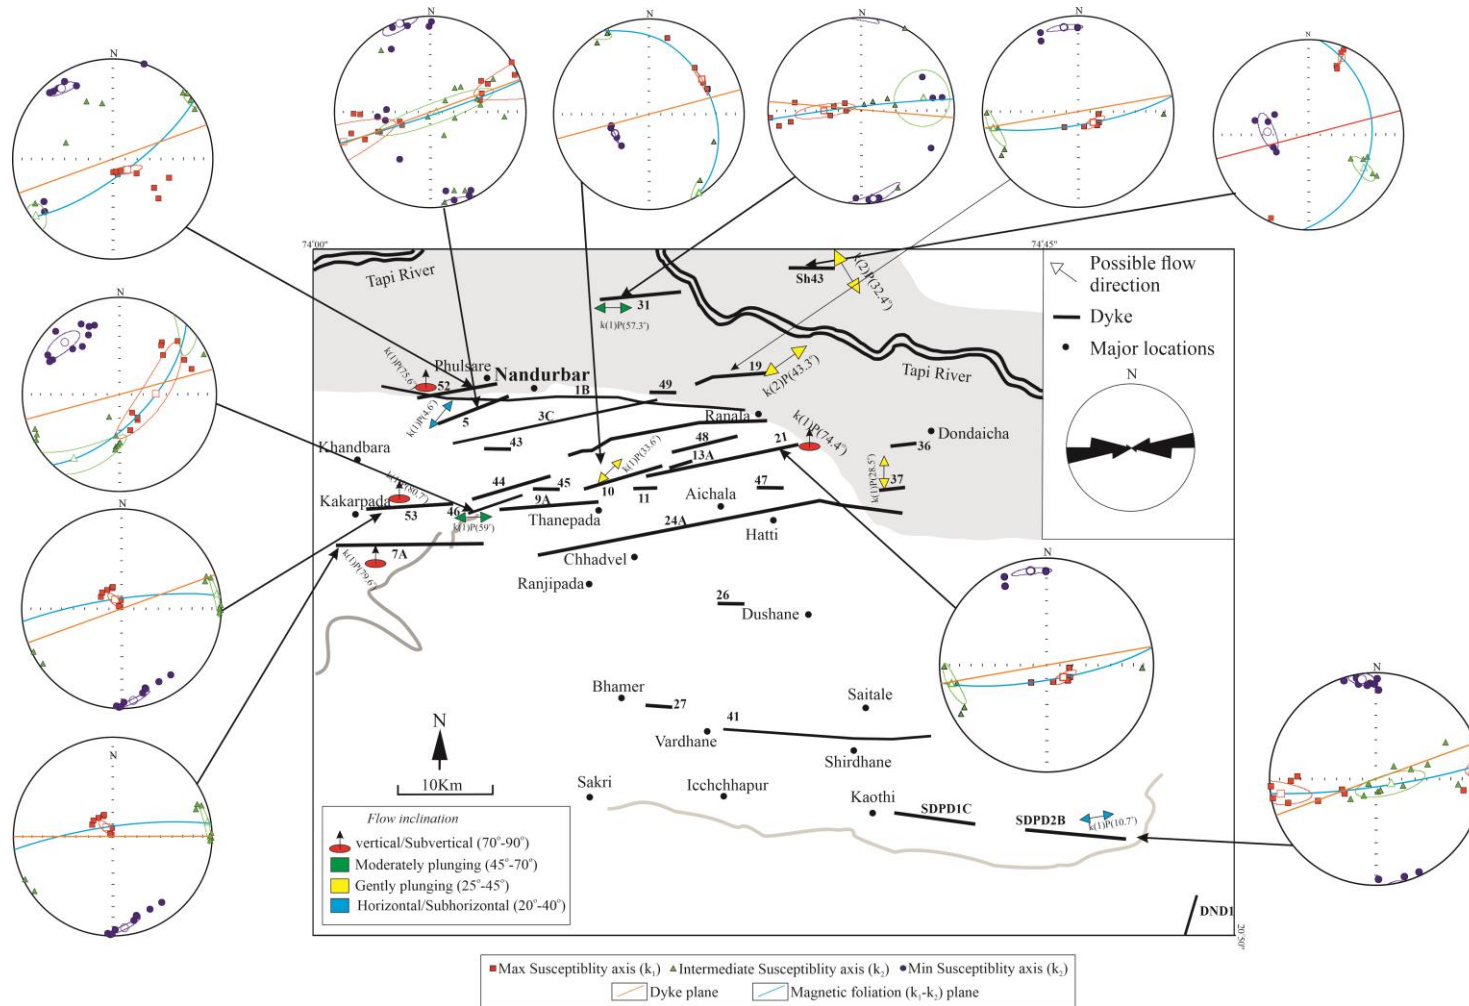 N
N
N
N
N
N
74°00"
74°45"
Tapi River
Sh43
k(2)P(32.4°)
Possible flow
direction
Dyke
Major locations
N
31
k(1)P(57.3°)
19
k(2)P(43.3°)
Tapi River
k(1)P(75.6°)
Phulsare
Nandurbar
52
49
1B
5
k(1)P(4.6°)
3C
Ranala
k(1)P(74.4°)
43
48
21
36
Dondaicha
Khandbara
13A
k(1)P(33.6°)
k(1)P(28.5°)
37
N
44
45
10
11
47
Aichala
k(1)P(80.7°)
Kakarpada
53
46
9A
Thanepada
24A
Hatti
k(1)P(59°)
7A
k(1)P(79.6°)
Chhadvel
Ranjipada
N
26
Dushane
N
Bhamer
27
Saitale
41
Vardhane
Shirdhane
N
N
N
10Km
Sakri
Icchchhapur
Kaothi
SDPD1C
SDPD2B
k(1)P(10.7°)
Flow inclination
vertical/Subvertical (70°-90°)
Moderately plunging (45°-70°)
Gently plunging (25°-45°)
Horizontal/Subhorizontal (20°-40°)
DND1
20°50"
Max Susceptiblity axis (k₁) Intermediate Susceptiblity axis (k₂) Min Susceptiblity axis (k₂)
Dyke plane Magnetic foliation (k₁-k₂) plane